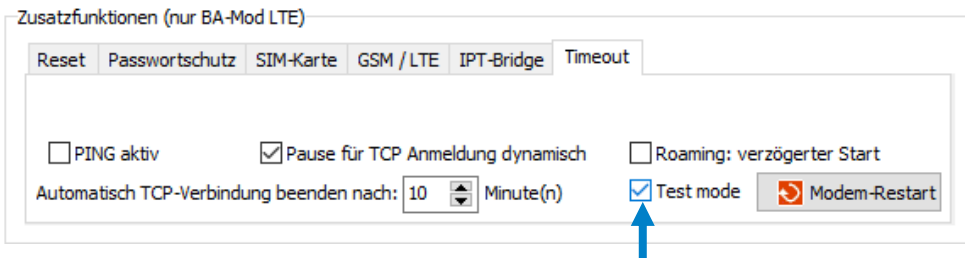 Zusatzfunktionen (nur BA-Mod LTE)
Reset Passwortschutz SIM-Karte GSM / LTE IPT-Bridge Timeout
PING aktiv Pause für TCP Anmeldung dynamisch Roaming: verzögerter Start
Automatisch TCP-Verbindung beenden nach: 10 Minute(n) Test mode Modem-Restart